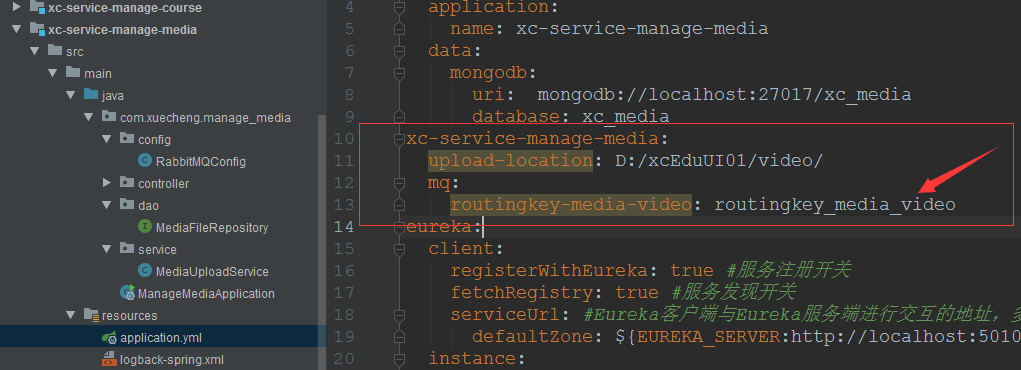 xc-service-manage-course
xc-service-manage-media
src
main
java
com.xuecheng.manage_media
config
RabbitMQConfig
controller
dao
MediaFileRepository
service
MediaUploadService
ManageMediaApplication
resources
application.yml
logback-spring.xml
4 application:
5 name: xc-service-manage-media
6 data:
7 mongodb:
8 uri: mongodb://localhost:27017/xc_media
9 database: xc_media
10 xc-service-manage-media:
11 upload-location: D:/xcEduUI01/video/
12 mq:
13 routingkey-media-video: routingkey_media_video
14 eureka:
15 client:
16 registerWithEureka: true #服务注册开关
17 fetchRegistry: true #服务发现开关
18 serviceUrl: #Eureka客户端与Eureka服务端进行交互的地址，多
19 defaultZone: ${EUREKA_SERVER:http://localhost:5010
20 instance: